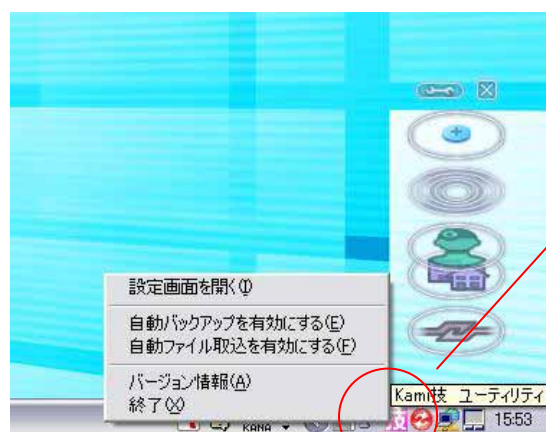 設定画面を開く(I)
自動バックアップを有効にする(E)
自動ファイル取込を有効にする(F)
バージョン情報(A)
終了(X)
Kami技 ユーティリティ
KANA
技
15:53